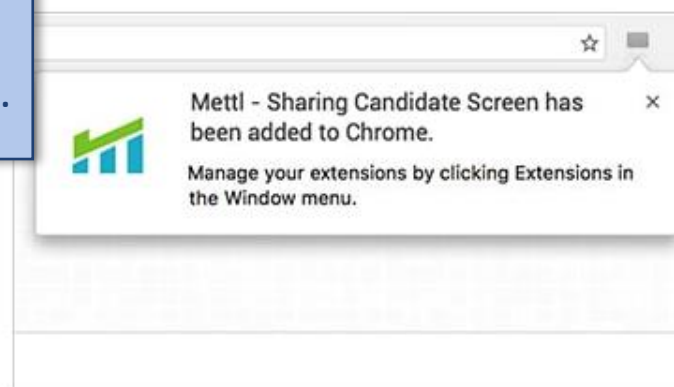 .
Mettl - Sharing Candidate Screen has
been added to Chrome.
Manage your extensions by clicking Extensions in
the Window menu.